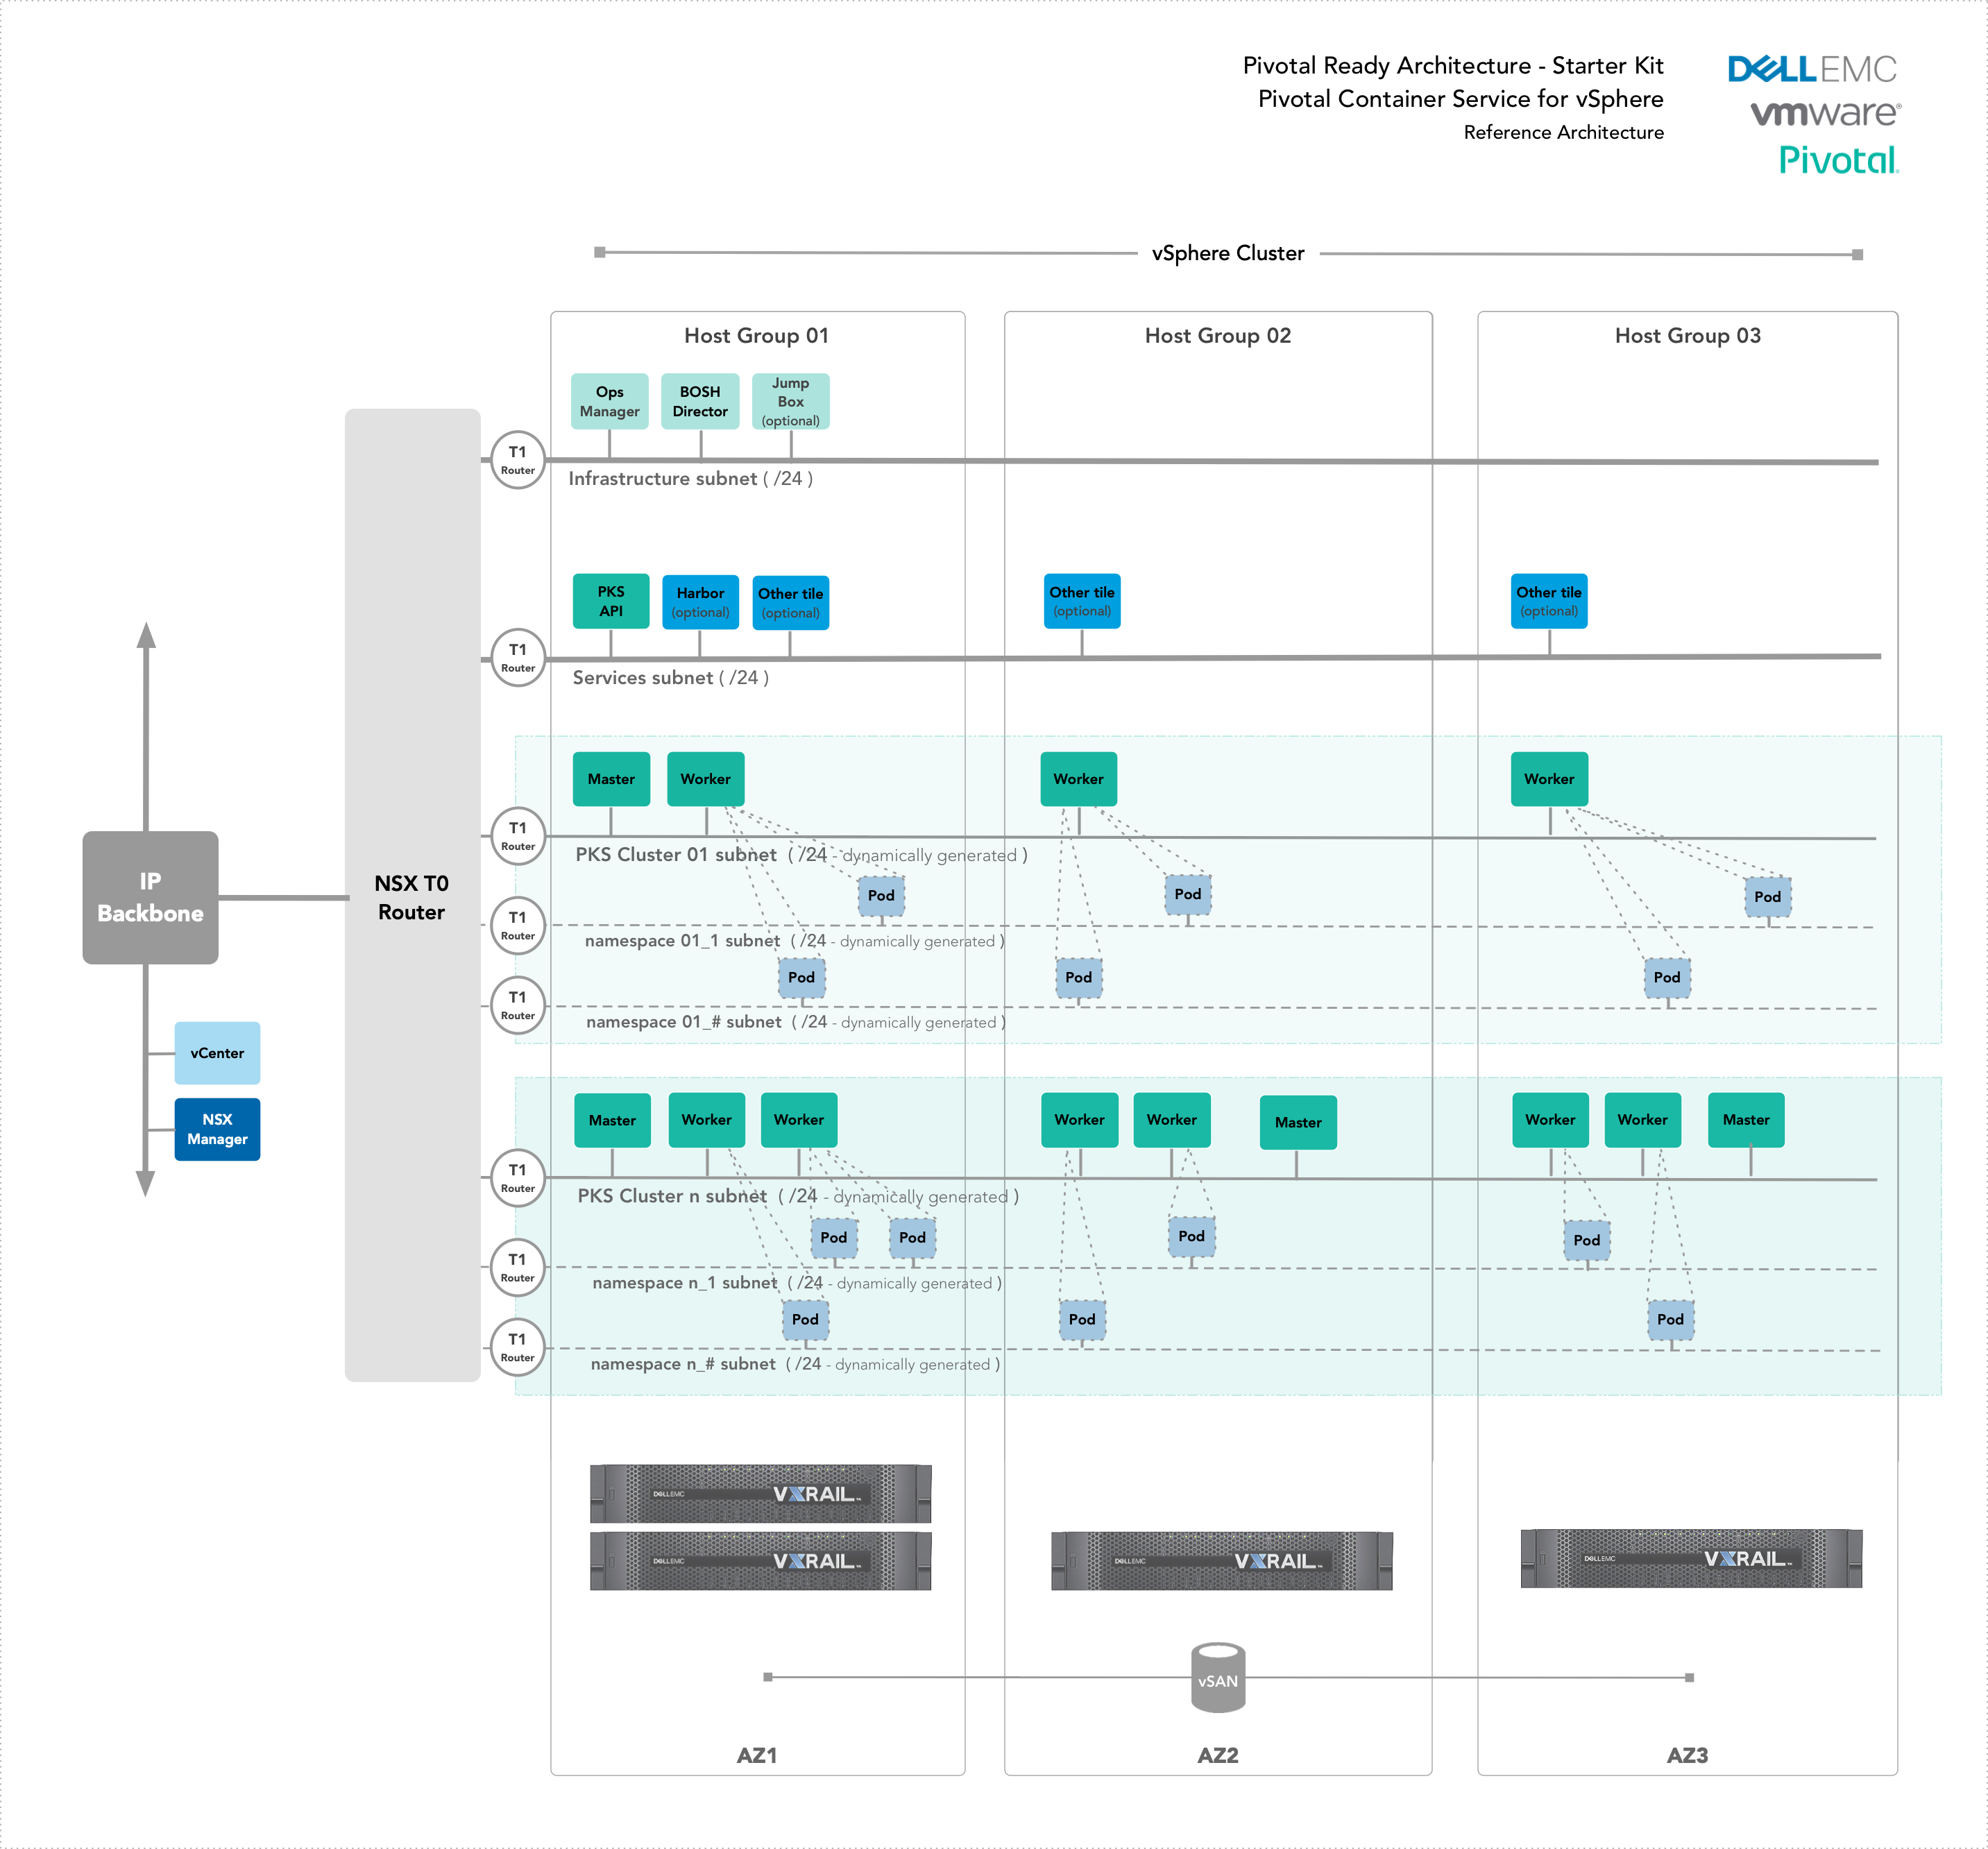 Pivotal Ready Architecture - Starter Kit
Pivotal Container Service for vSphere
Reference Architecture
DELLEMC
vmware®
Pivotal.
vSphere Cluster
Host Group 01
Host Group 02
Host Group 03
Ops
Manager
BOSH
Director
Jump
Box
(optional)
T1
Router
Infrastructure subnet ( /24 )
PKS
API
Harbor
(optional)
Other tile
(optional)
Other tile
(optional)
Other tile
(optional)
T1
Router
Services subnet ( /24 )
Master
Worker
Worker
Worker
T1
Router
PKS Cluster 01 subnet ( /24 - dynamically generated )
Pod
Pod
Pod
T1
Router
namespace 01_1 subnet ( /24 - dynamically generated )
Pod
Pod
Pod
T1
Router
namespace 01_# subnet ( /24 - dynamically generated )
IP
Backbone
NSX T0
Router
vCenter
NSX
Manager
Master
Worker
Worker
Worker
Worker
Master
Worker
Worker
Master
T1
Router
PKS Cluster n subnet ( /24 - dynamically generated )
Pod
Pod
Pod
Pod
T1
Router
namespace n_1 subnet ( /24 - dynamically generated )
Pod
Pod
Pod
T1
Router
namespace n_# subnet ( /24 - dynamically generated )
DELLEMC VXRAIL™
DELLEMC VXRAIL™
DELLEMC VXRAIL™
DELLEMC VXRAIL™
vSAN
AZ1
AZ2
AZ3